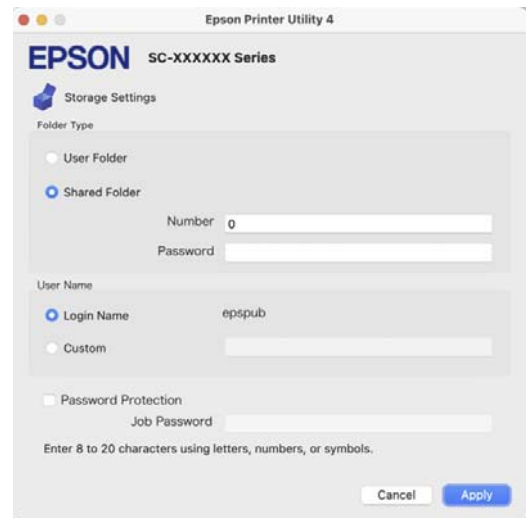 Epson Printer Utility 4
EPSON SC-XXXXXX Series
Storage Settings
Folder Type
User Folder
Shared Folder
Number 0
Password
User Name
Login Name epspub
Custom
Password Protection
Job Password
Enter 8 to 20 characters using letters, numbers, or symbols.
Cancel Apply